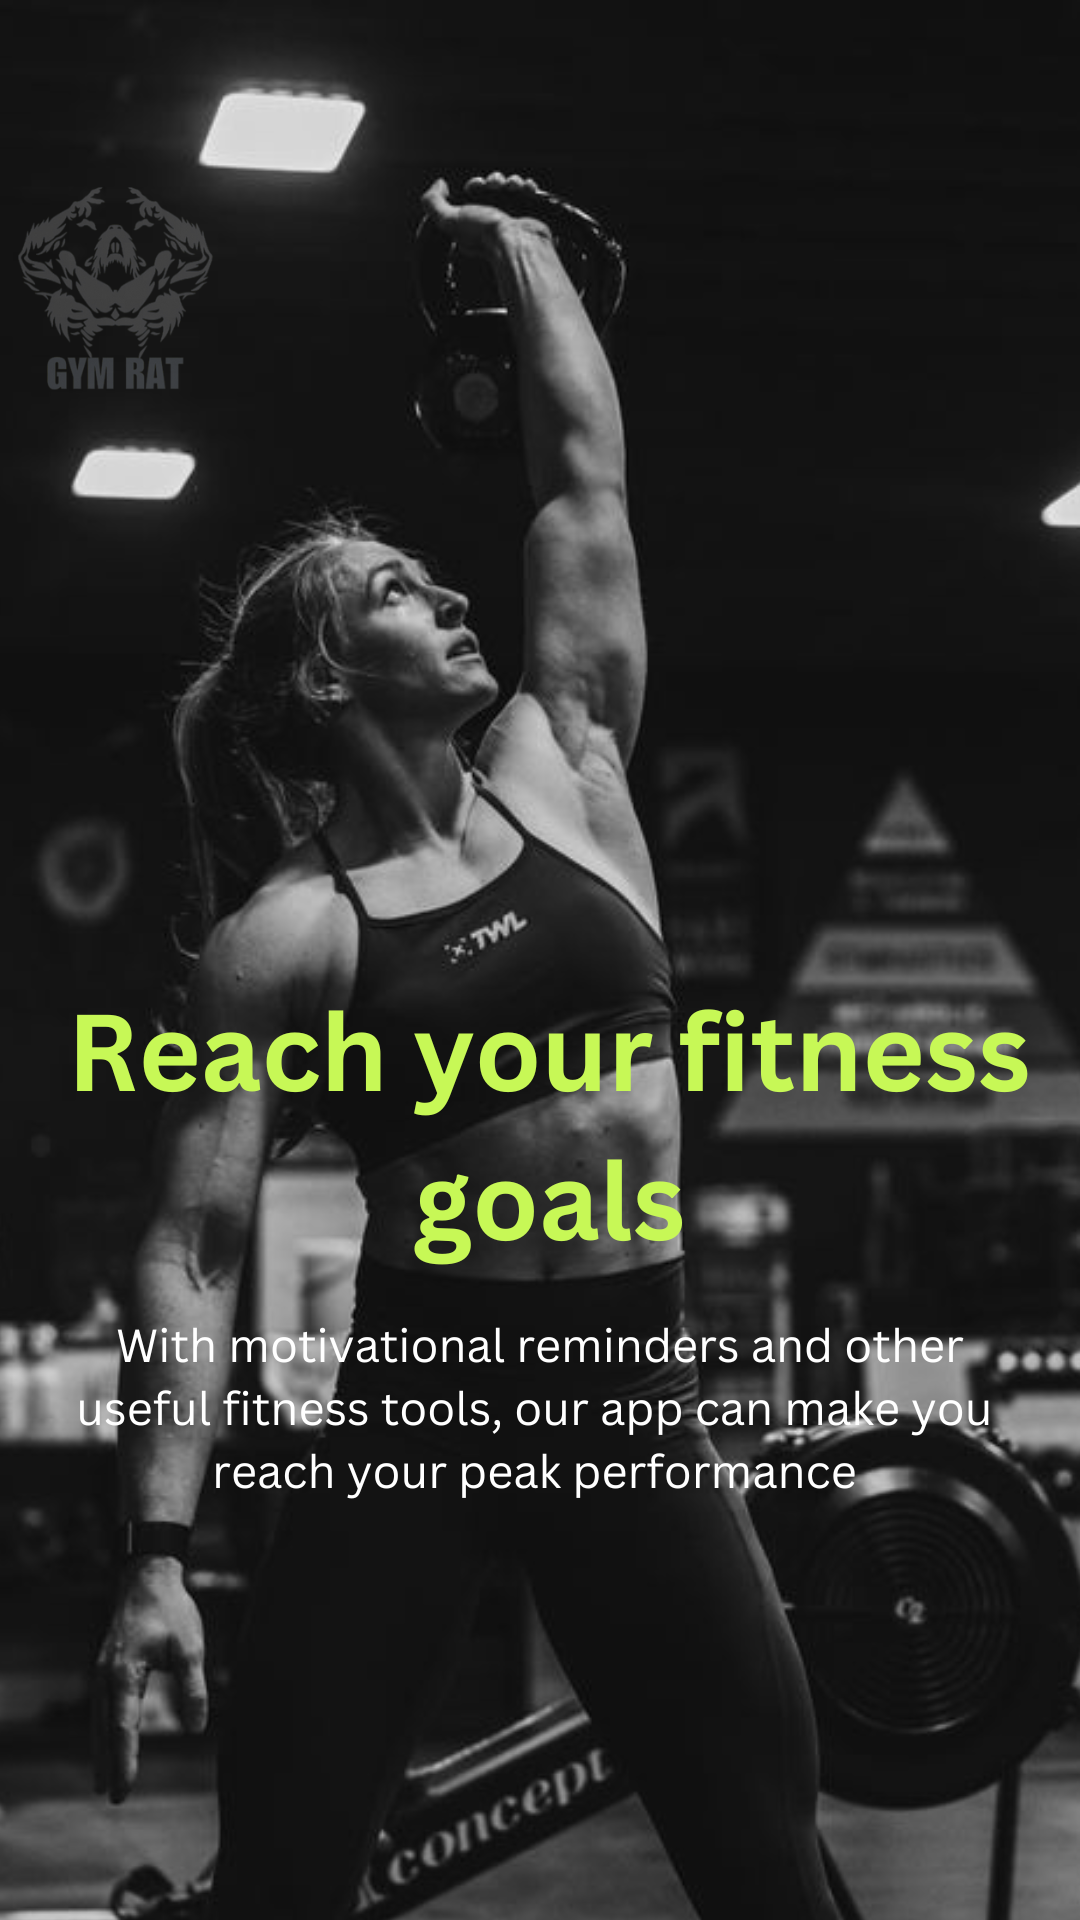 GYM RAT
TWL
Reach your fitness
goals
With motivational reminders and other
useful fitness tools, our app can make you
reach your peak performance
C2
concept